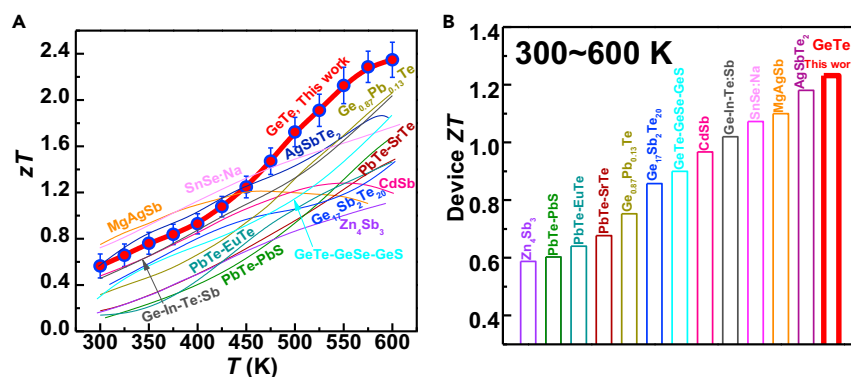 A
zT
2.4
2.0
1.6
1.2
0.8
0.4
0.0
300
350
400
450
500
550
600
T (K)
GeTe, This work
Ge0.87Pb0.13Te
AgSbTe2
SnSe:Na
PbTe-SrTe
MgAgSb
CdSb
Ge17Sb2Te20
Zn4Sb3
PbTe-EuTe
GeTe-GeSe-GeS
PbTe-PbS
Ge-In-Te:Sb
B
300~600 K
Device ZT
1.4
1.2
1.0
0.8
0.6
0.4
Zn4Sb3
PbTe-PbS
PbTe-EuTe
PbTe-SrTe
Ge0.87Pb0.13Te
Ge17Sb2Te20
GeTe-GeSe-GeS
CdSb
Ge-In-Te:Sb
SnSe:Na
MgAgSb
AgSbTe2
GeTe
This wor